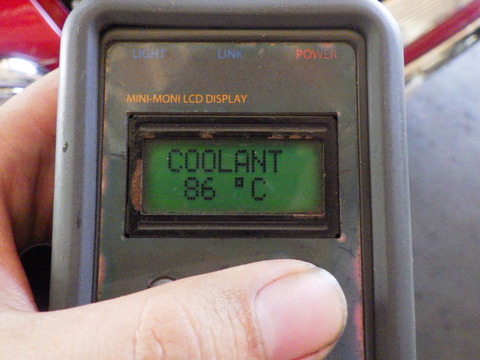 LIGHT LINK POWER
MINI-MONI LCD DISPLAY
COOLANT
86 °C